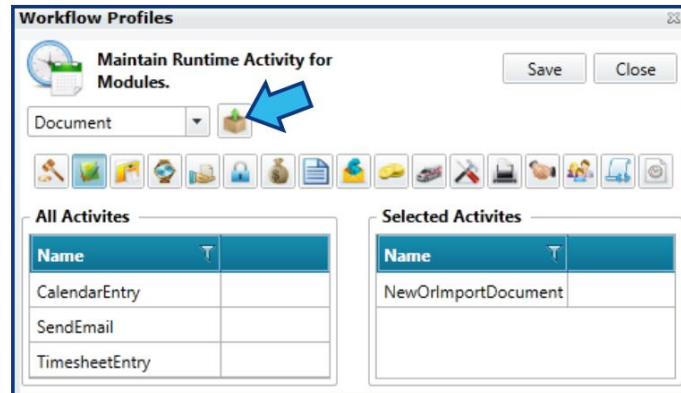 Workflow Profiles
Maintain Runtime Activity for
Modules.
Save
Close
Document
All Activites
Selected Activites
Name
Name
CalendarEntry
NewOrImportDocument
SendEmail
TimesheetEntry